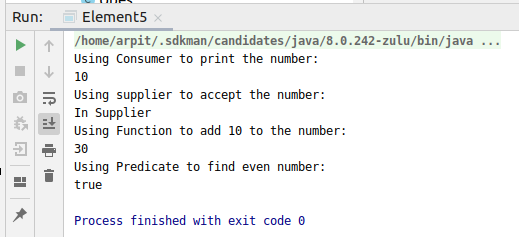 Run:
Element5
/home/arpit/.sdkman/candidates/java/8.0.242-zulu/bin/java ...
Using Consumer to print the number:
10
Using supplier to accept the number:
In Supplier
Using Function to add 10 to the number:
30
Using Predicate to find even number:
true
Process finished with exit code 0